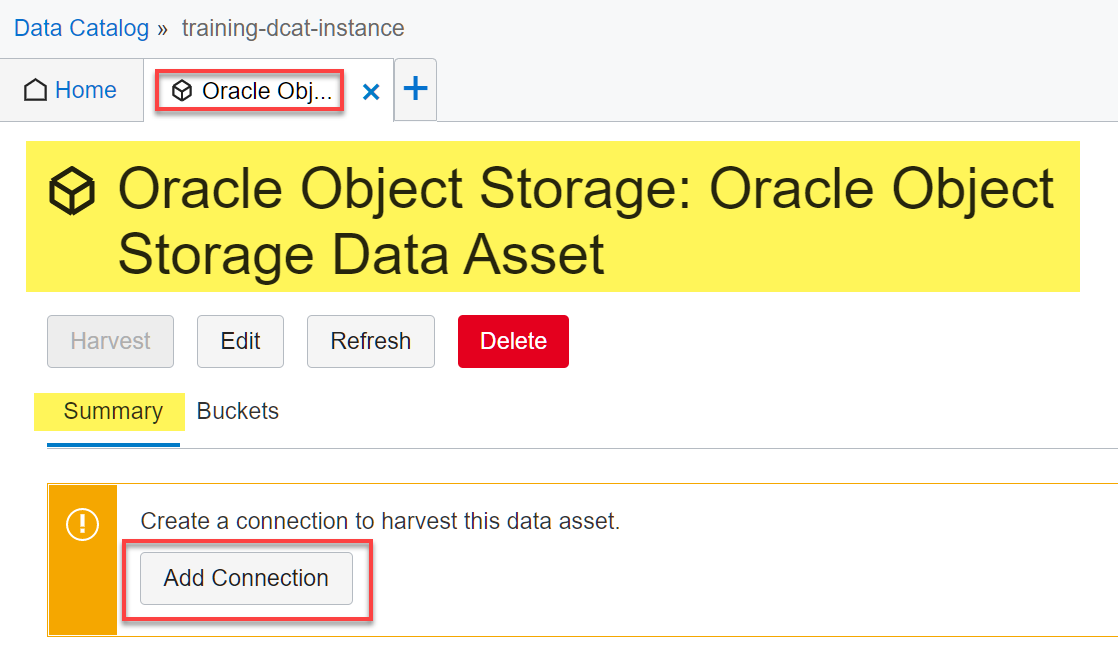 Data Catalog » training-dcat-instance
Home Oracle Obj... × +
Oracle Object Storage: Oracle Object
Storage Data Asset
Harvest Edit Refresh Delete
Summary Buckets
Create a connection to harvest this data asset.
Add Connection